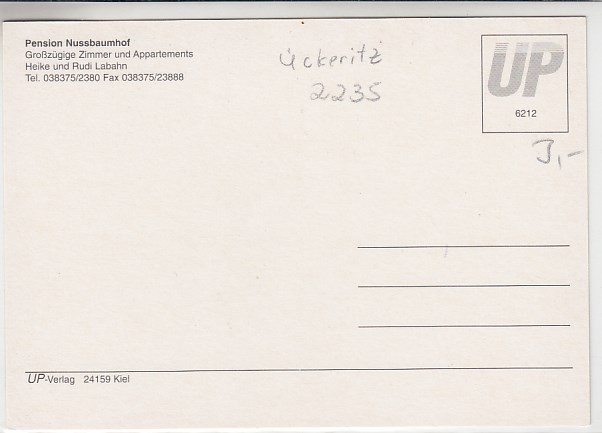 Pension Nussbaumhof
Großzügige Zimmer und Appartements
Heike und Rudi Labahn
Tel. 038375/2380 Fax 038375/23888
Ückeritz
2235
UP
6212
3,-
UP-Verlag 24159 Kiel